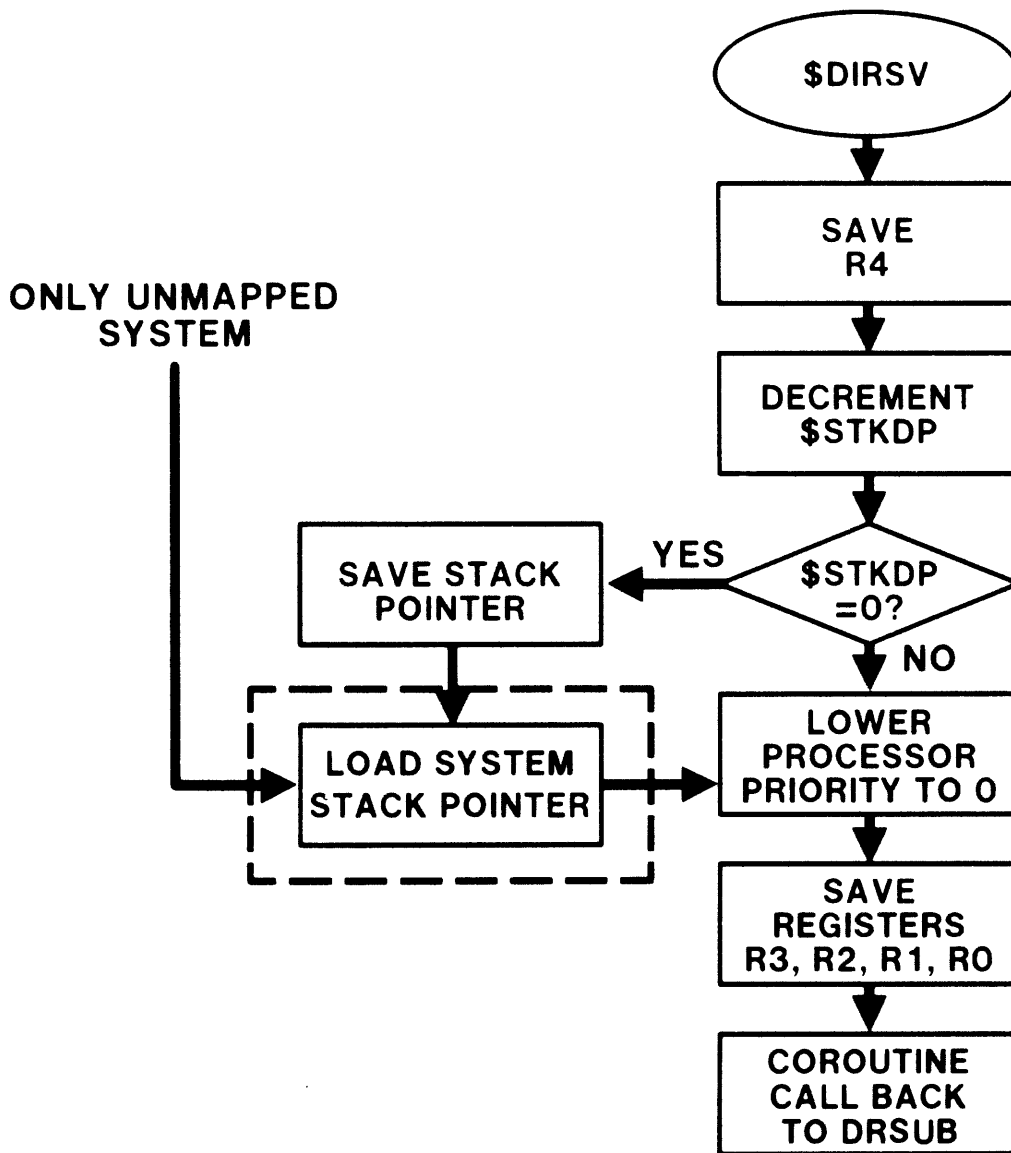 $DIRSV
SAVE
R4
ONLY UNMAPPED
SYSTEM
DECREMENT
$STKDP
YES
SAVE STACK
POINTER
$STKDP
=0?
NO
LOAD SYSTEM
STACK POINTER
LOWER
PROCESSOR
PRIORITY TO 0
SAVE
REGISTERS
R3, R2, R1, R0
COROUTINE
CALL BACK
TO DRSUB